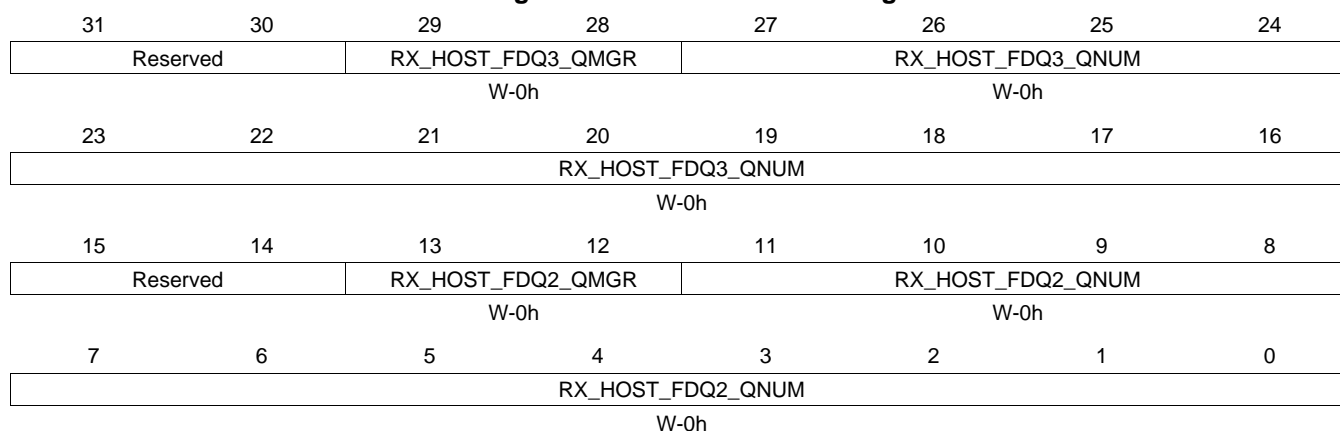 31 30 29 28 27 26 25 24
Reserved RX_HOST_FDQ3_QMGR RX_HOST_FDQ3_QNUM
W-0h W-0h
23 22 21 20 19 18 17 16
RX_HOST_FDQ3_QNUM
W-0h
15 14 13 12 11 10 9 8
Reserved RX_HOST_FDQ2_QMGR RX_HOST_FDQ2_QNUM
W-0h W-0h
7 6 5 4 3 2 1 0
RX_HOST_FDQ2_QNUM
W-0h